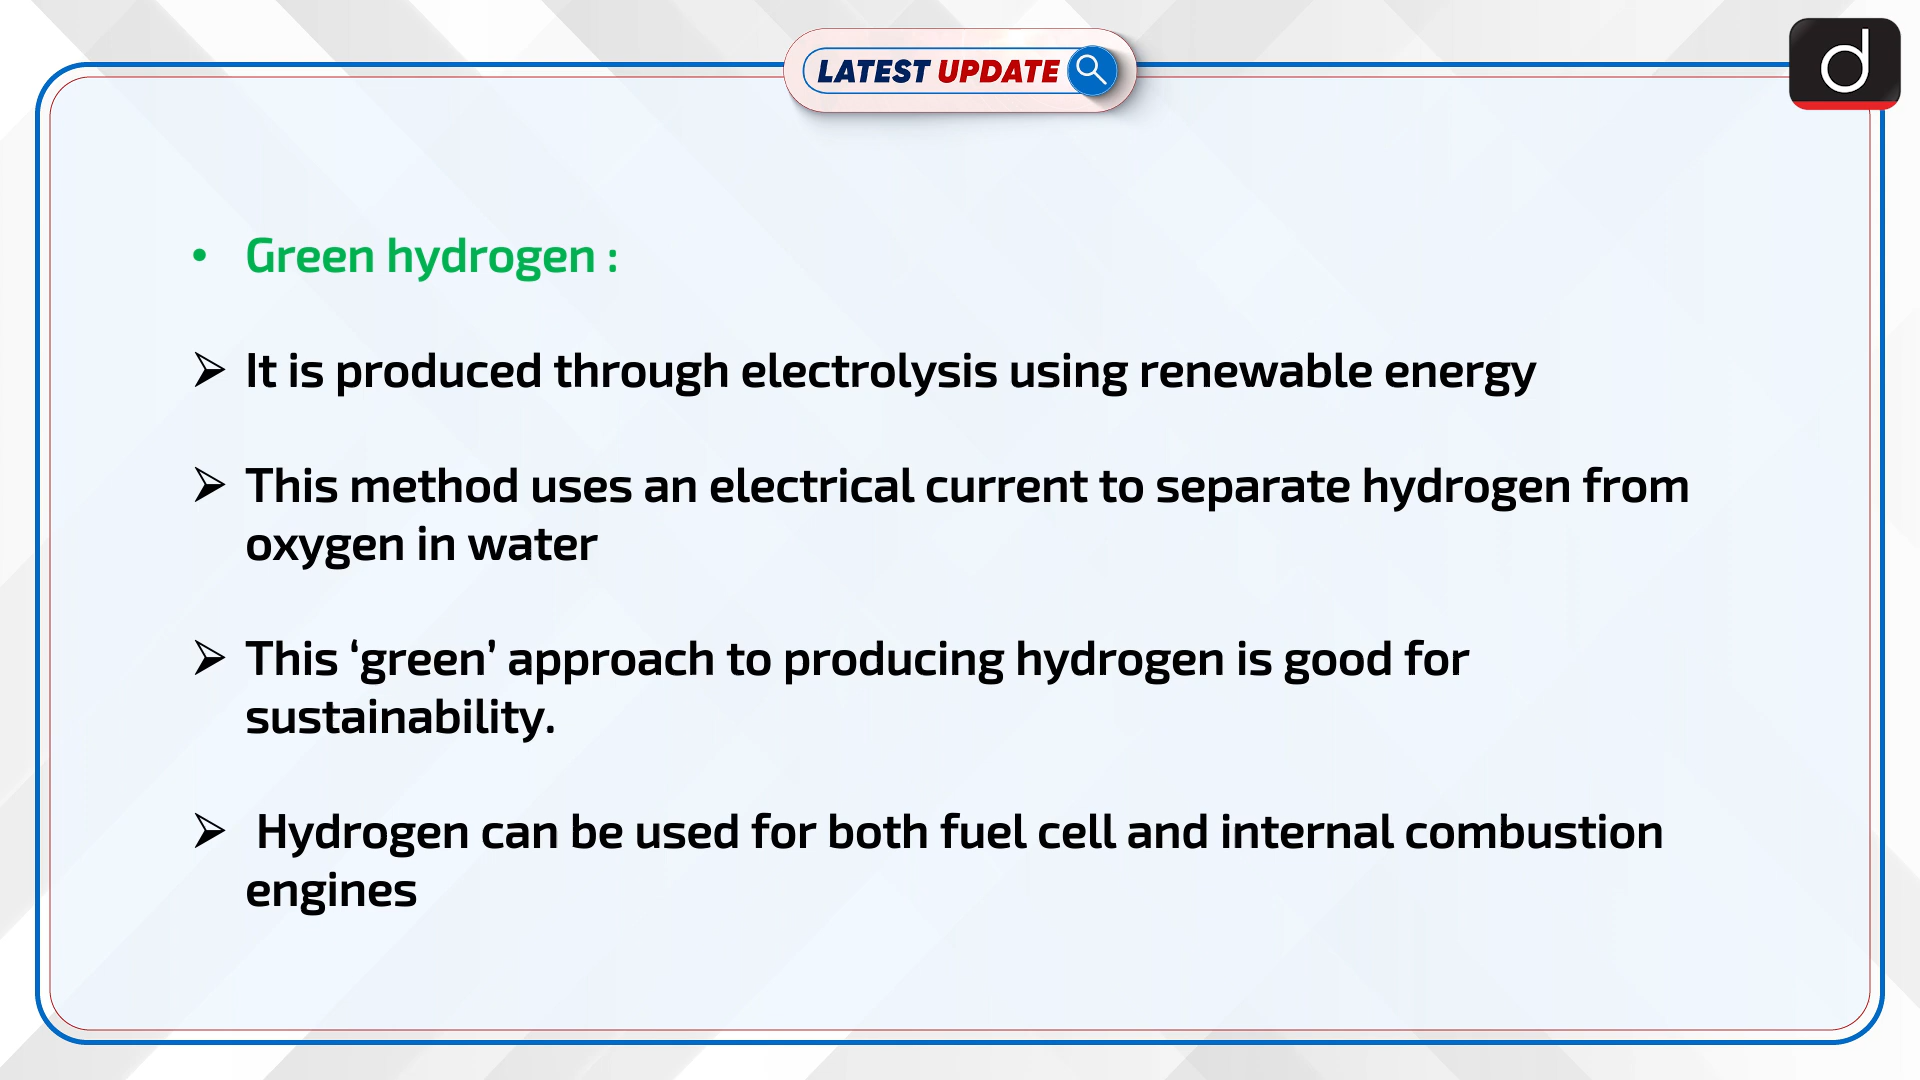 LATEST UPDATE
d
• Green hydrogen :
➢ It is produced through electrolysis using renewable energy
➢ This method uses an electrical current to separate hydrogen from
oxygen in water
➢ This ‘green’ approach to producing hydrogen is good for
sustainability.
➢ Hydrogen can be used for both fuel cell and internal combustion
engines